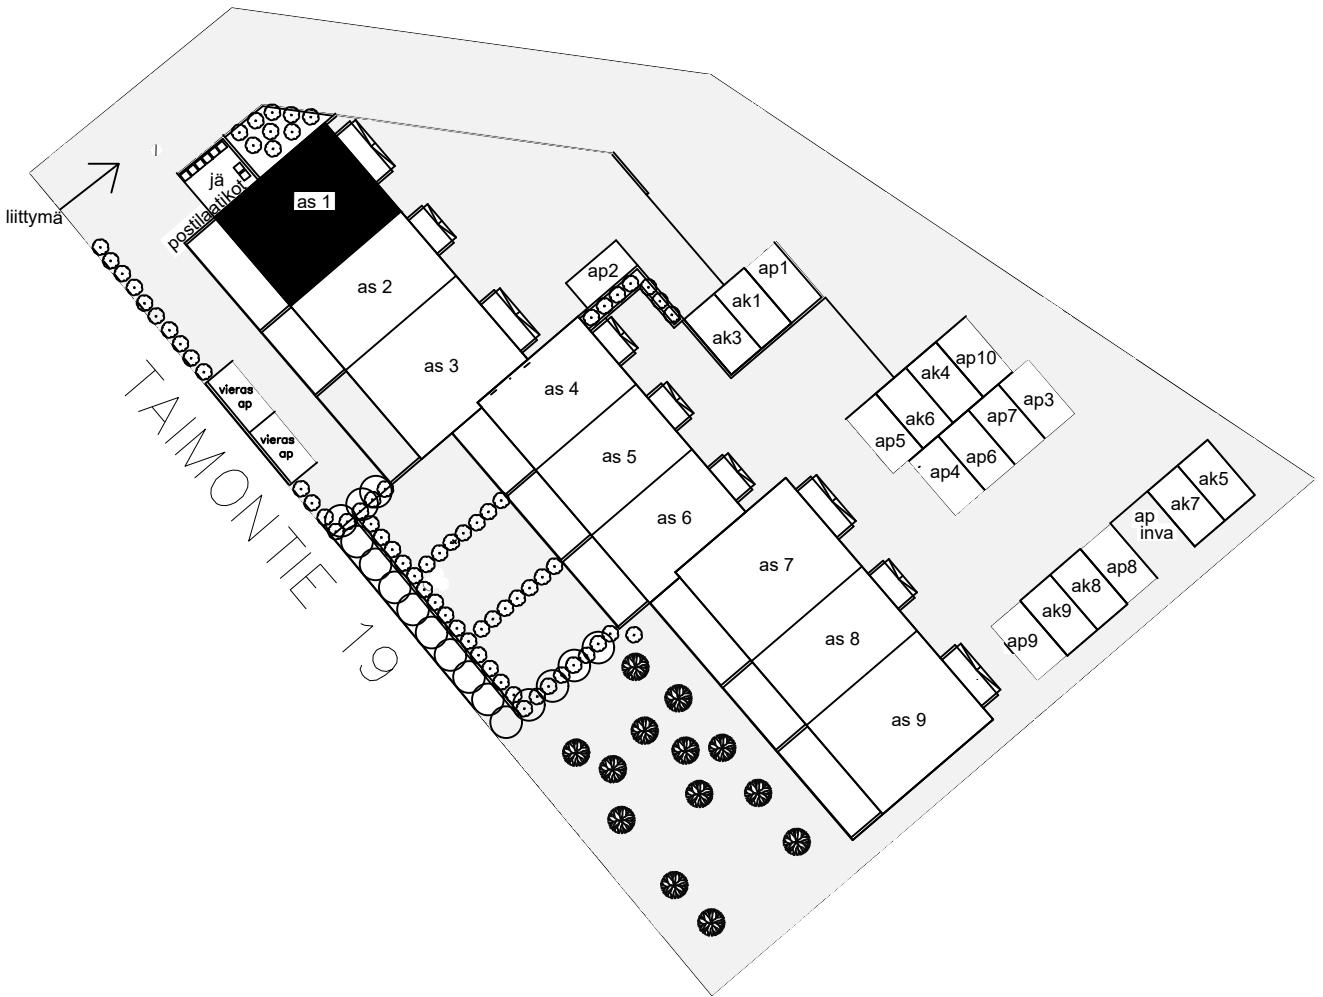 liittymä
jä
postilaatikot
as 1
as 2
as 3
as 4
as 5
as 6
as 7
as 8
as 9
ap2
ap1
ak1
ak3
ap10
ak4
ak6
ap5
ap3
ap7
ap6
ap4
ak5
ak7
ap
inva
ap8
ak8
ak9
ap9
vieras
ap
vieras
ap
TAIMONTIE 19